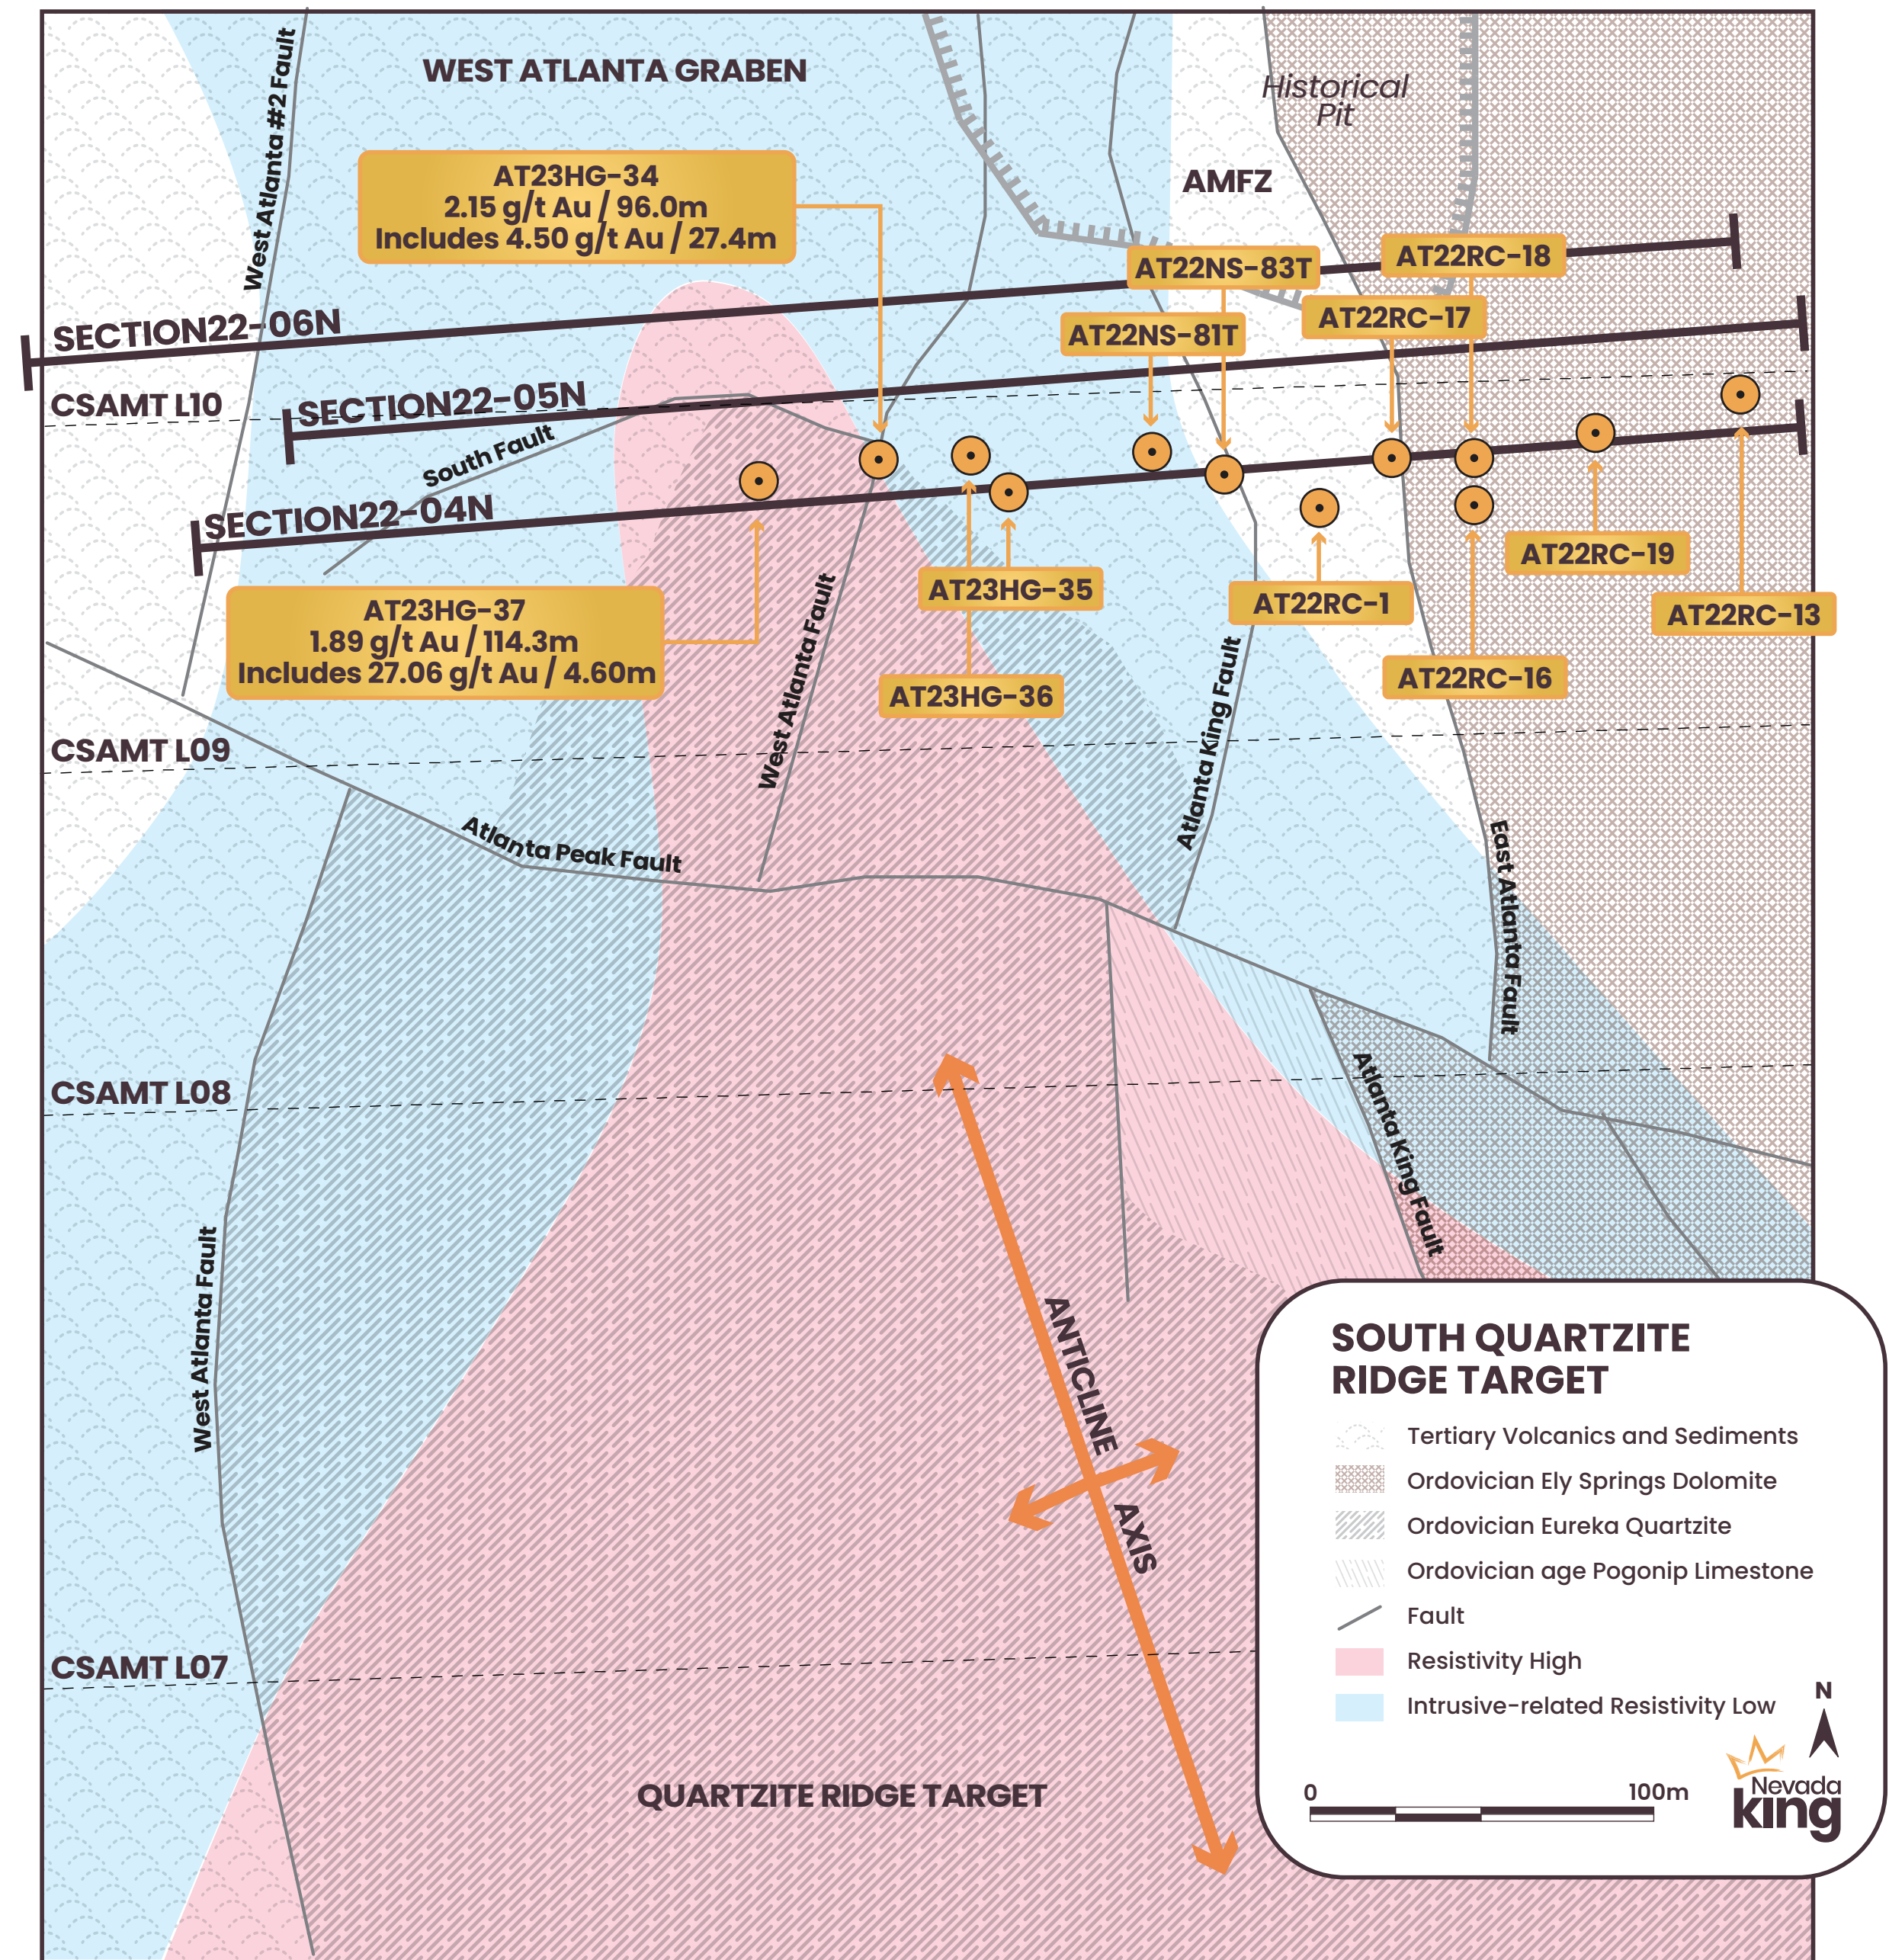 WEST ATLANTA GRABEN
West Atlanta #2 Fault
Historical
Pit
AMFZ
AT23HG-34
2.15 g/t Au / 96.0m
Includes 4.50 g/t Au / 27.4m
AT22NS-83T
AT22RC-18
AT22NS-81T
AT22RC-17
SECTION22-06N
CSAMT L10
SECTION22-05N
South Fault
SECTION22-04N
AT23HG-37
1.89 g/t Au / 114.3m
Includes 27.06 g/t Au / 4.60m
West Atlanta Fault
AT23HG-35
AT23HG-36
AT22RC-1
AT22RC-19
AT22RC-13
AT22RC-16
Atlanta King Fault
CSAMT L09
Atlanta Peak Fault
East Atlanta Fault
CSAMT L08
Atlanta King Fault
West Atlanta Fault
ANTICLINE
AXIS
CSAMT L07
QUARTZITE RIDGE TARGET
SOUTH QUARTZITE
RIDGE TARGET
Tertiary Volcanics and Sediments
Ordovician Ely Springs Dolomite
Ordovician Eureka Quartzite
Ordovician age Pogonip Limestone
Fault
Resistivity High
Intrusive-related Resistivity Low
N
0 100m
Nevada
king